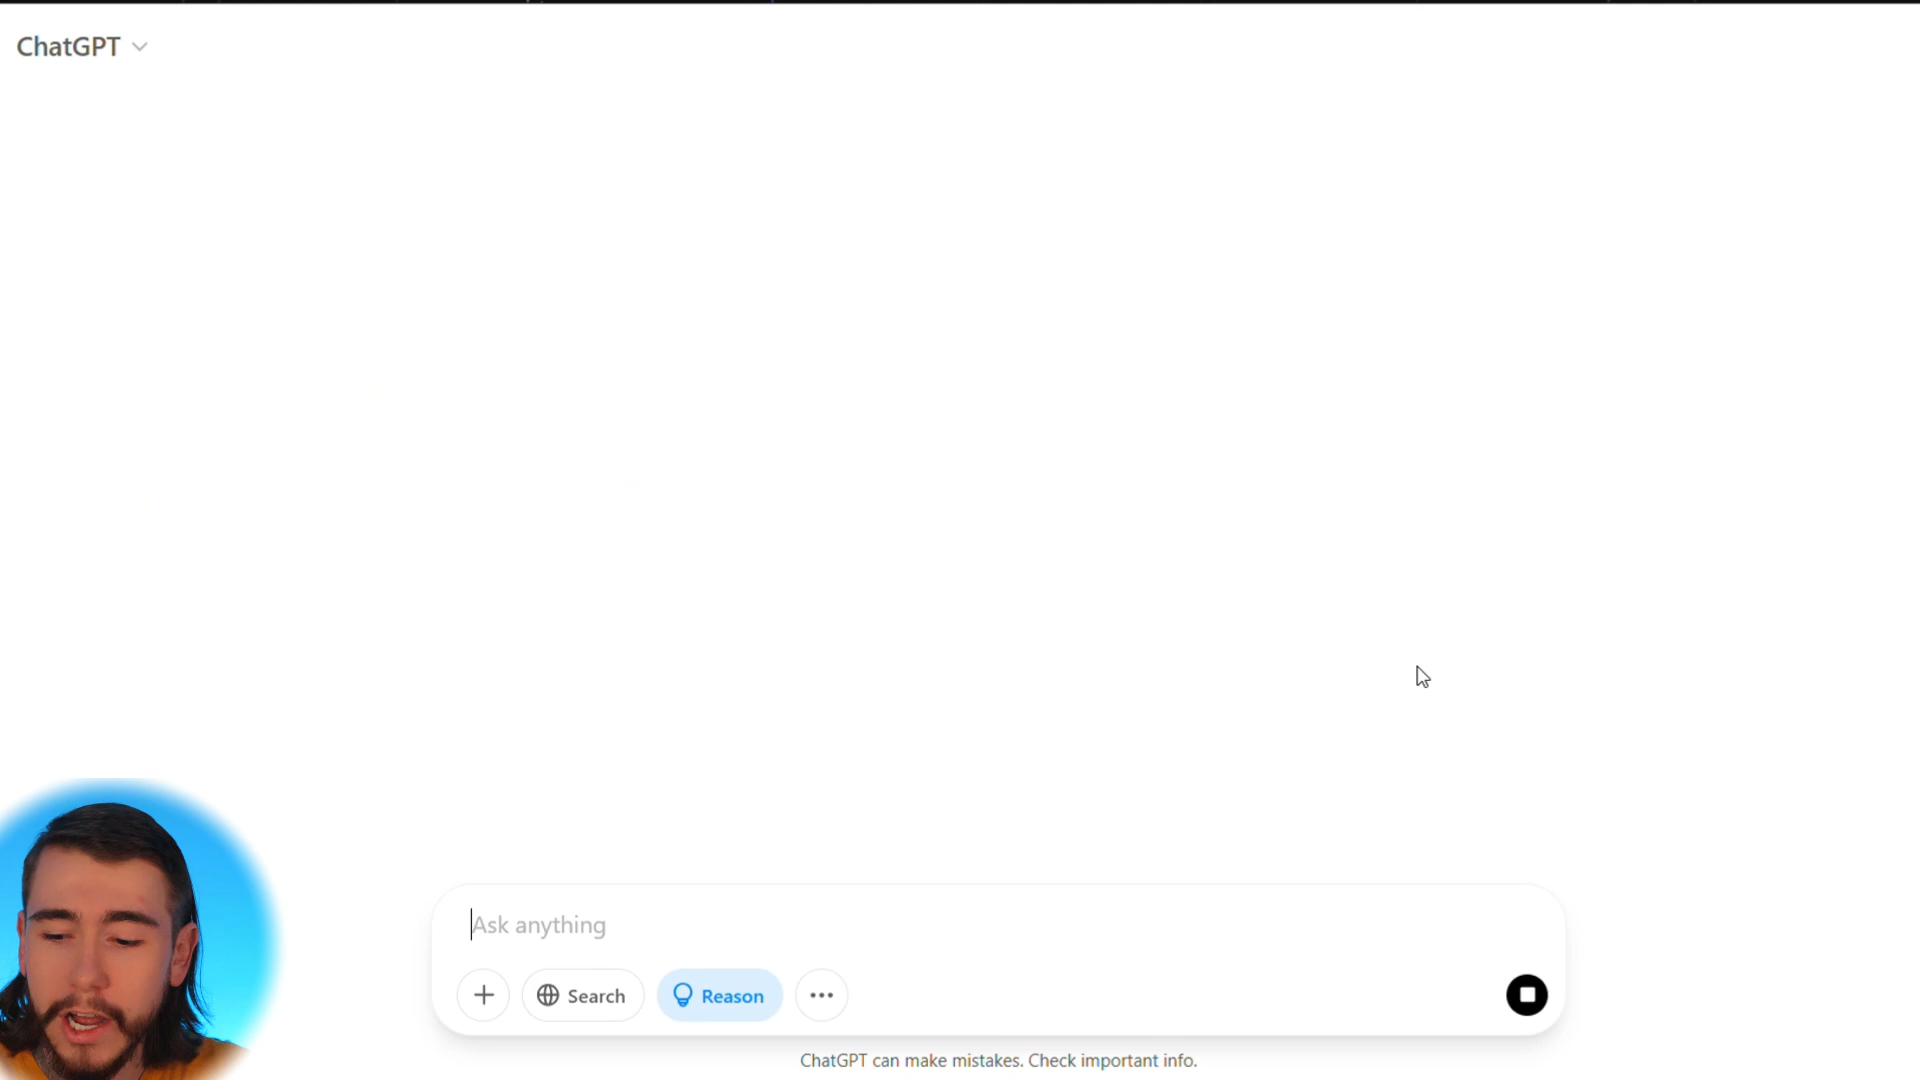 ChatGPT
Ask anything
Search
Reason
ChatGPT can make mistakes. Check important info.